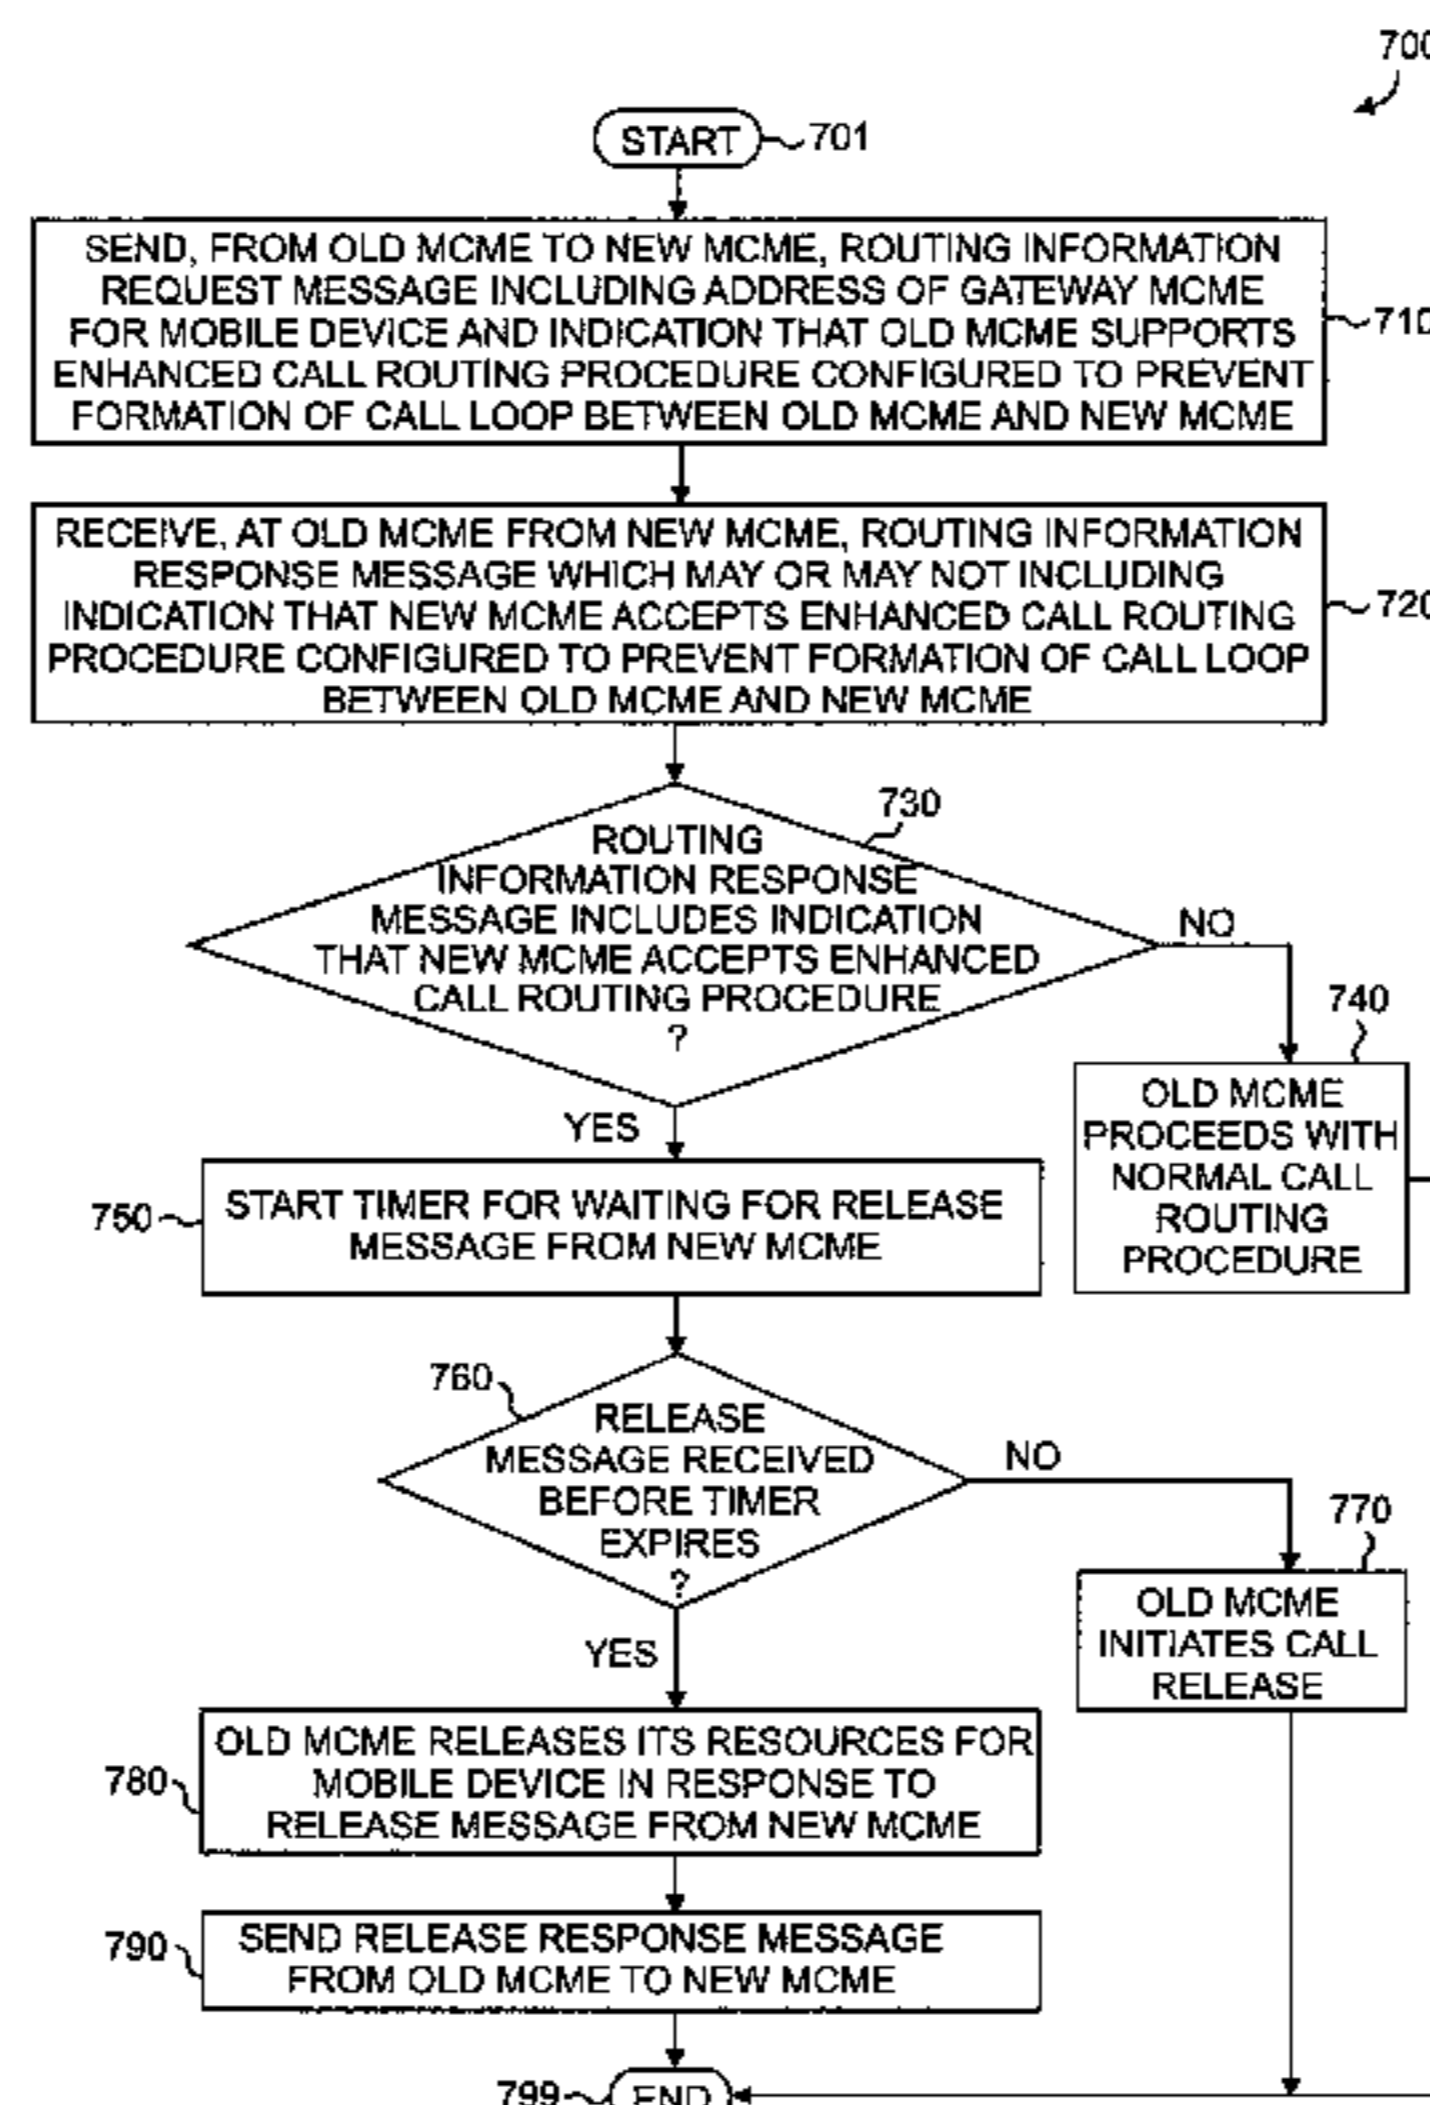 700
START
701
SEND, FROM OLD MCME TO NEW MCME, ROUTING INFORMATION
REQUEST MESSAGE INCLUDING ADDRESS OF GATEWAY MCME
FOR MOBILE DEVICE AND INDICATION THAT OLD MCME SUPPORTS
ENHANCED CALL ROUTING PROCEDURE CONFIGURED TO PREVENT
FORMATION OF CALL LOOP BETWEEN OLD MCME AND NEW MCME
710
RECEIVE, AT OLD MCME FROM NEW MCME, ROUTING INFORMATION
RESPONSE MESSAGE WHICH MAY OR MAY NOT INCLUDING
INDICATION THAT NEW MCME ACCEPTS ENHANCED CALL ROUTING
PROCEDURE CONFIGURED TO PREVENT FORMATION OF CALL LOOP
BETWEEN OLD MCME AND NEW MCME
720
730
ROUTING
INFORMATION RESPONSE
MESSAGE INCLUDES INDICATION
THAT NEW MCME ACCEPTS ENHANCED
CALL ROUTING PROCEDURE
?
NO
YES
740
OLD MCME
PROCEEDS WITH
NORMAL CALL
ROUTING
PROCEDURE
750
START TIMER FOR WAITING FOR RELEASE
MESSAGE FROM NEW MCME
760
RELEASE
MESSAGE RECEIVED
BEFORE TIMER
EXPIRES
?
NO
YES
770
OLD MCME
INITIATES CALL
RELEASE
780
OLD MCME RELEASES ITS RESOURCES FOR
MOBILE DEVICE IN RESPONSE TO
RELEASE MESSAGE FROM NEW MCME
790
SEND RELEASE RESPONSE MESSAGE
FROM OLD MCME TO NEW MCME
799
END